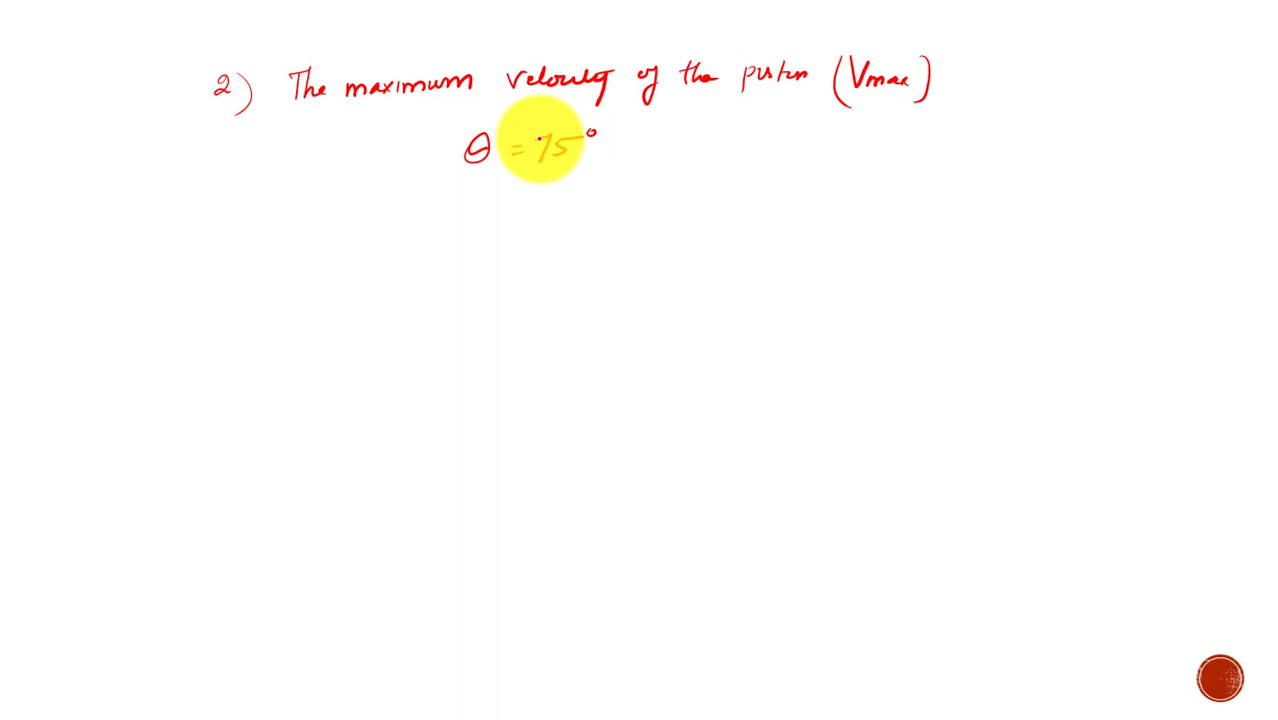 2) The maximum velocity of the piston (Vmax)
θ = 75°